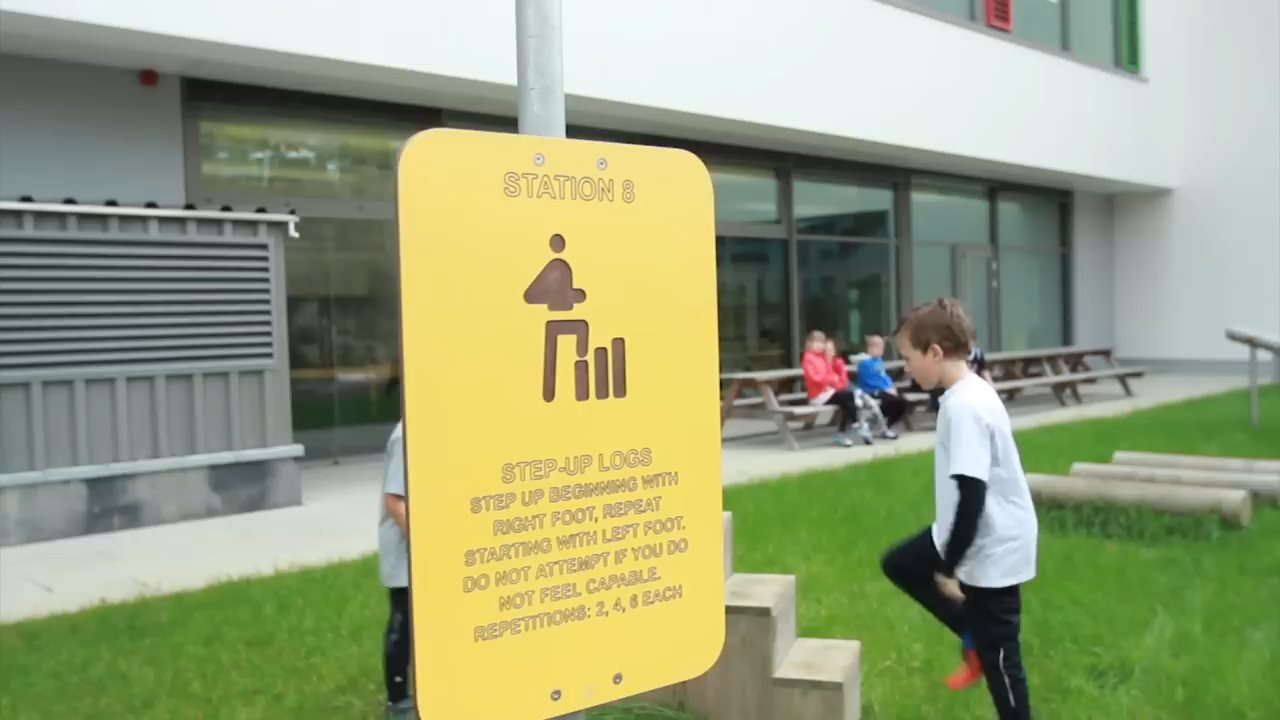 STATION 8
STEP-UP LOGS
STEP UP BEGINNING WITH
RIGHT FOOT, REPEAT
STARTING WITH LEFT FOOT.
DO NOT ATTEMPT IF YOU DO
NOT FEEL CAPABLE.
REPETITIONS: 2, 4, 6 EACH